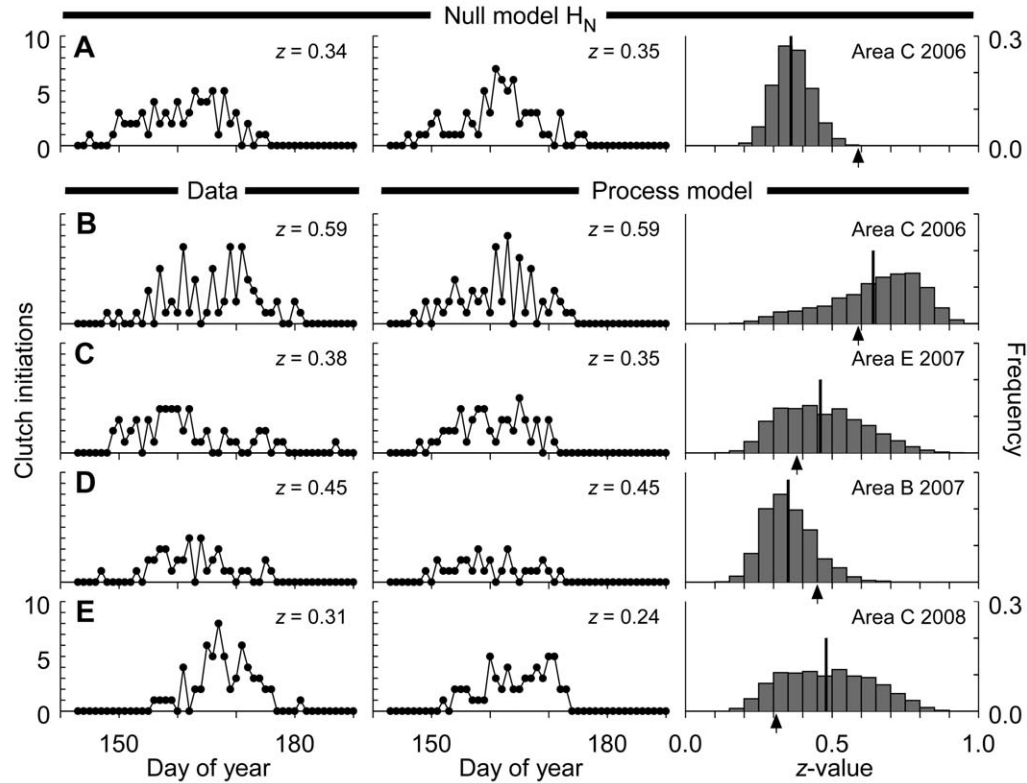 Null model H_N
10
A
z = 0.34
z = 0.35
Area C 2006
0.3
5
0
0.0
Data
Process model
B
z = 0.59
z = 0.59
Area C 2006
C
z = 0.38
z = 0.35
Area E 2007
Clutch initiations
Frequency
D
z = 0.45
z = 0.45
Area B 2007
10
E
z = 0.31
z = 0.24
Area C 2008
0.3
5
0
0.0
150
180
150
180
0.0
0.5
1.0
Day of year
Day of year
z-value